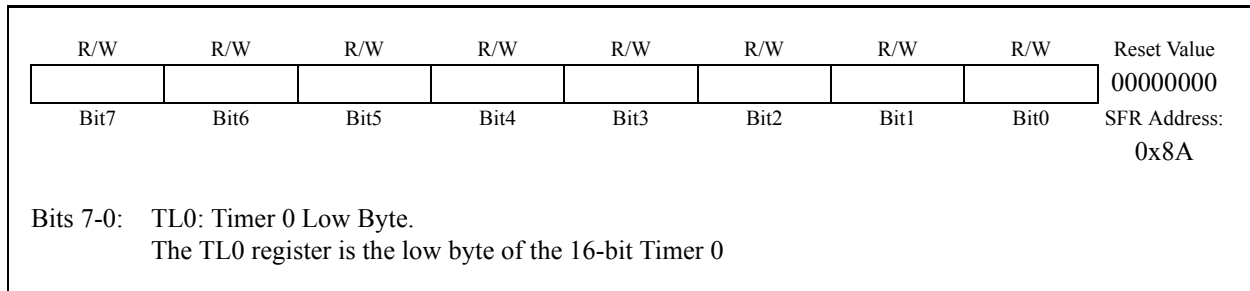 R/W R/W R/W R/W R/W R/W R/W R/W Reset Value
00000000
Bit7 Bit6 Bit5 Bit4 Bit3 Bit2 Bit1 Bit0 SFR Address:
0x8A
Bits 7-0: TL0: Timer 0 Low Byte.
The TL0 register is the low byte of the 16-bit Timer 0